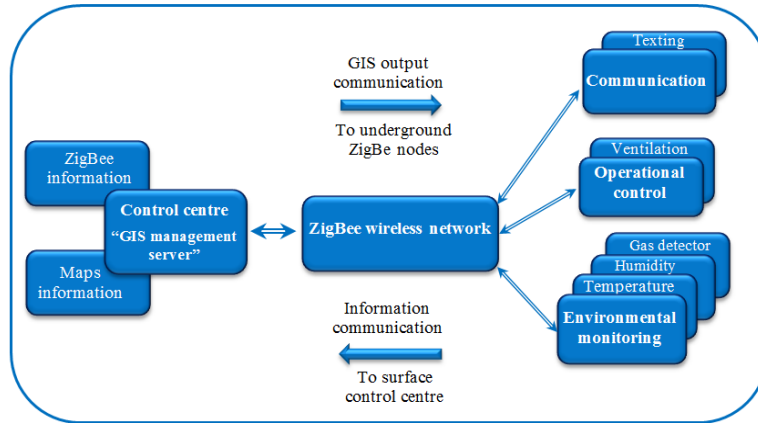 GIS output
communication
To underground
ZigBe nodes
ZigBee
information
Control centre
“GIS management
server”
Maps
information
ZigBee wireless network
Information
communication
To surface
control centre
Texting
Communication
Ventilation
Operational
control
Gas detector
Humidity
Temperature
Environmental
monitoring